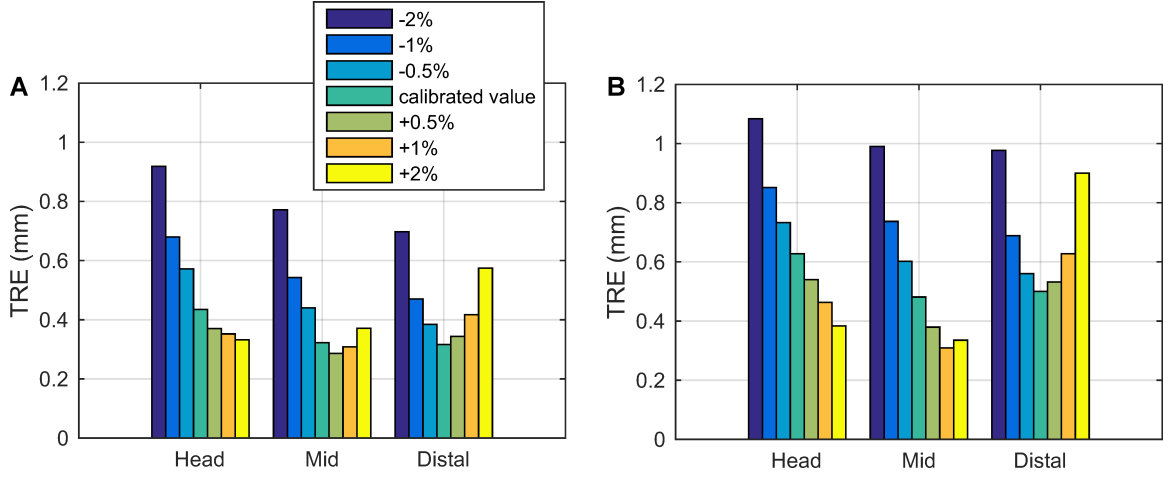 A
TRE (mm)
1.2
1
0.8
0.6
0.4
0.2
0
Head Mid Distal
-2%
-1%
-0.5%
calibrated value
+0.5%
+1%
+2%
B
TRE (mm)
1.2
1
0.8
0.6
0.4
0.2
0
Head Mid Distal